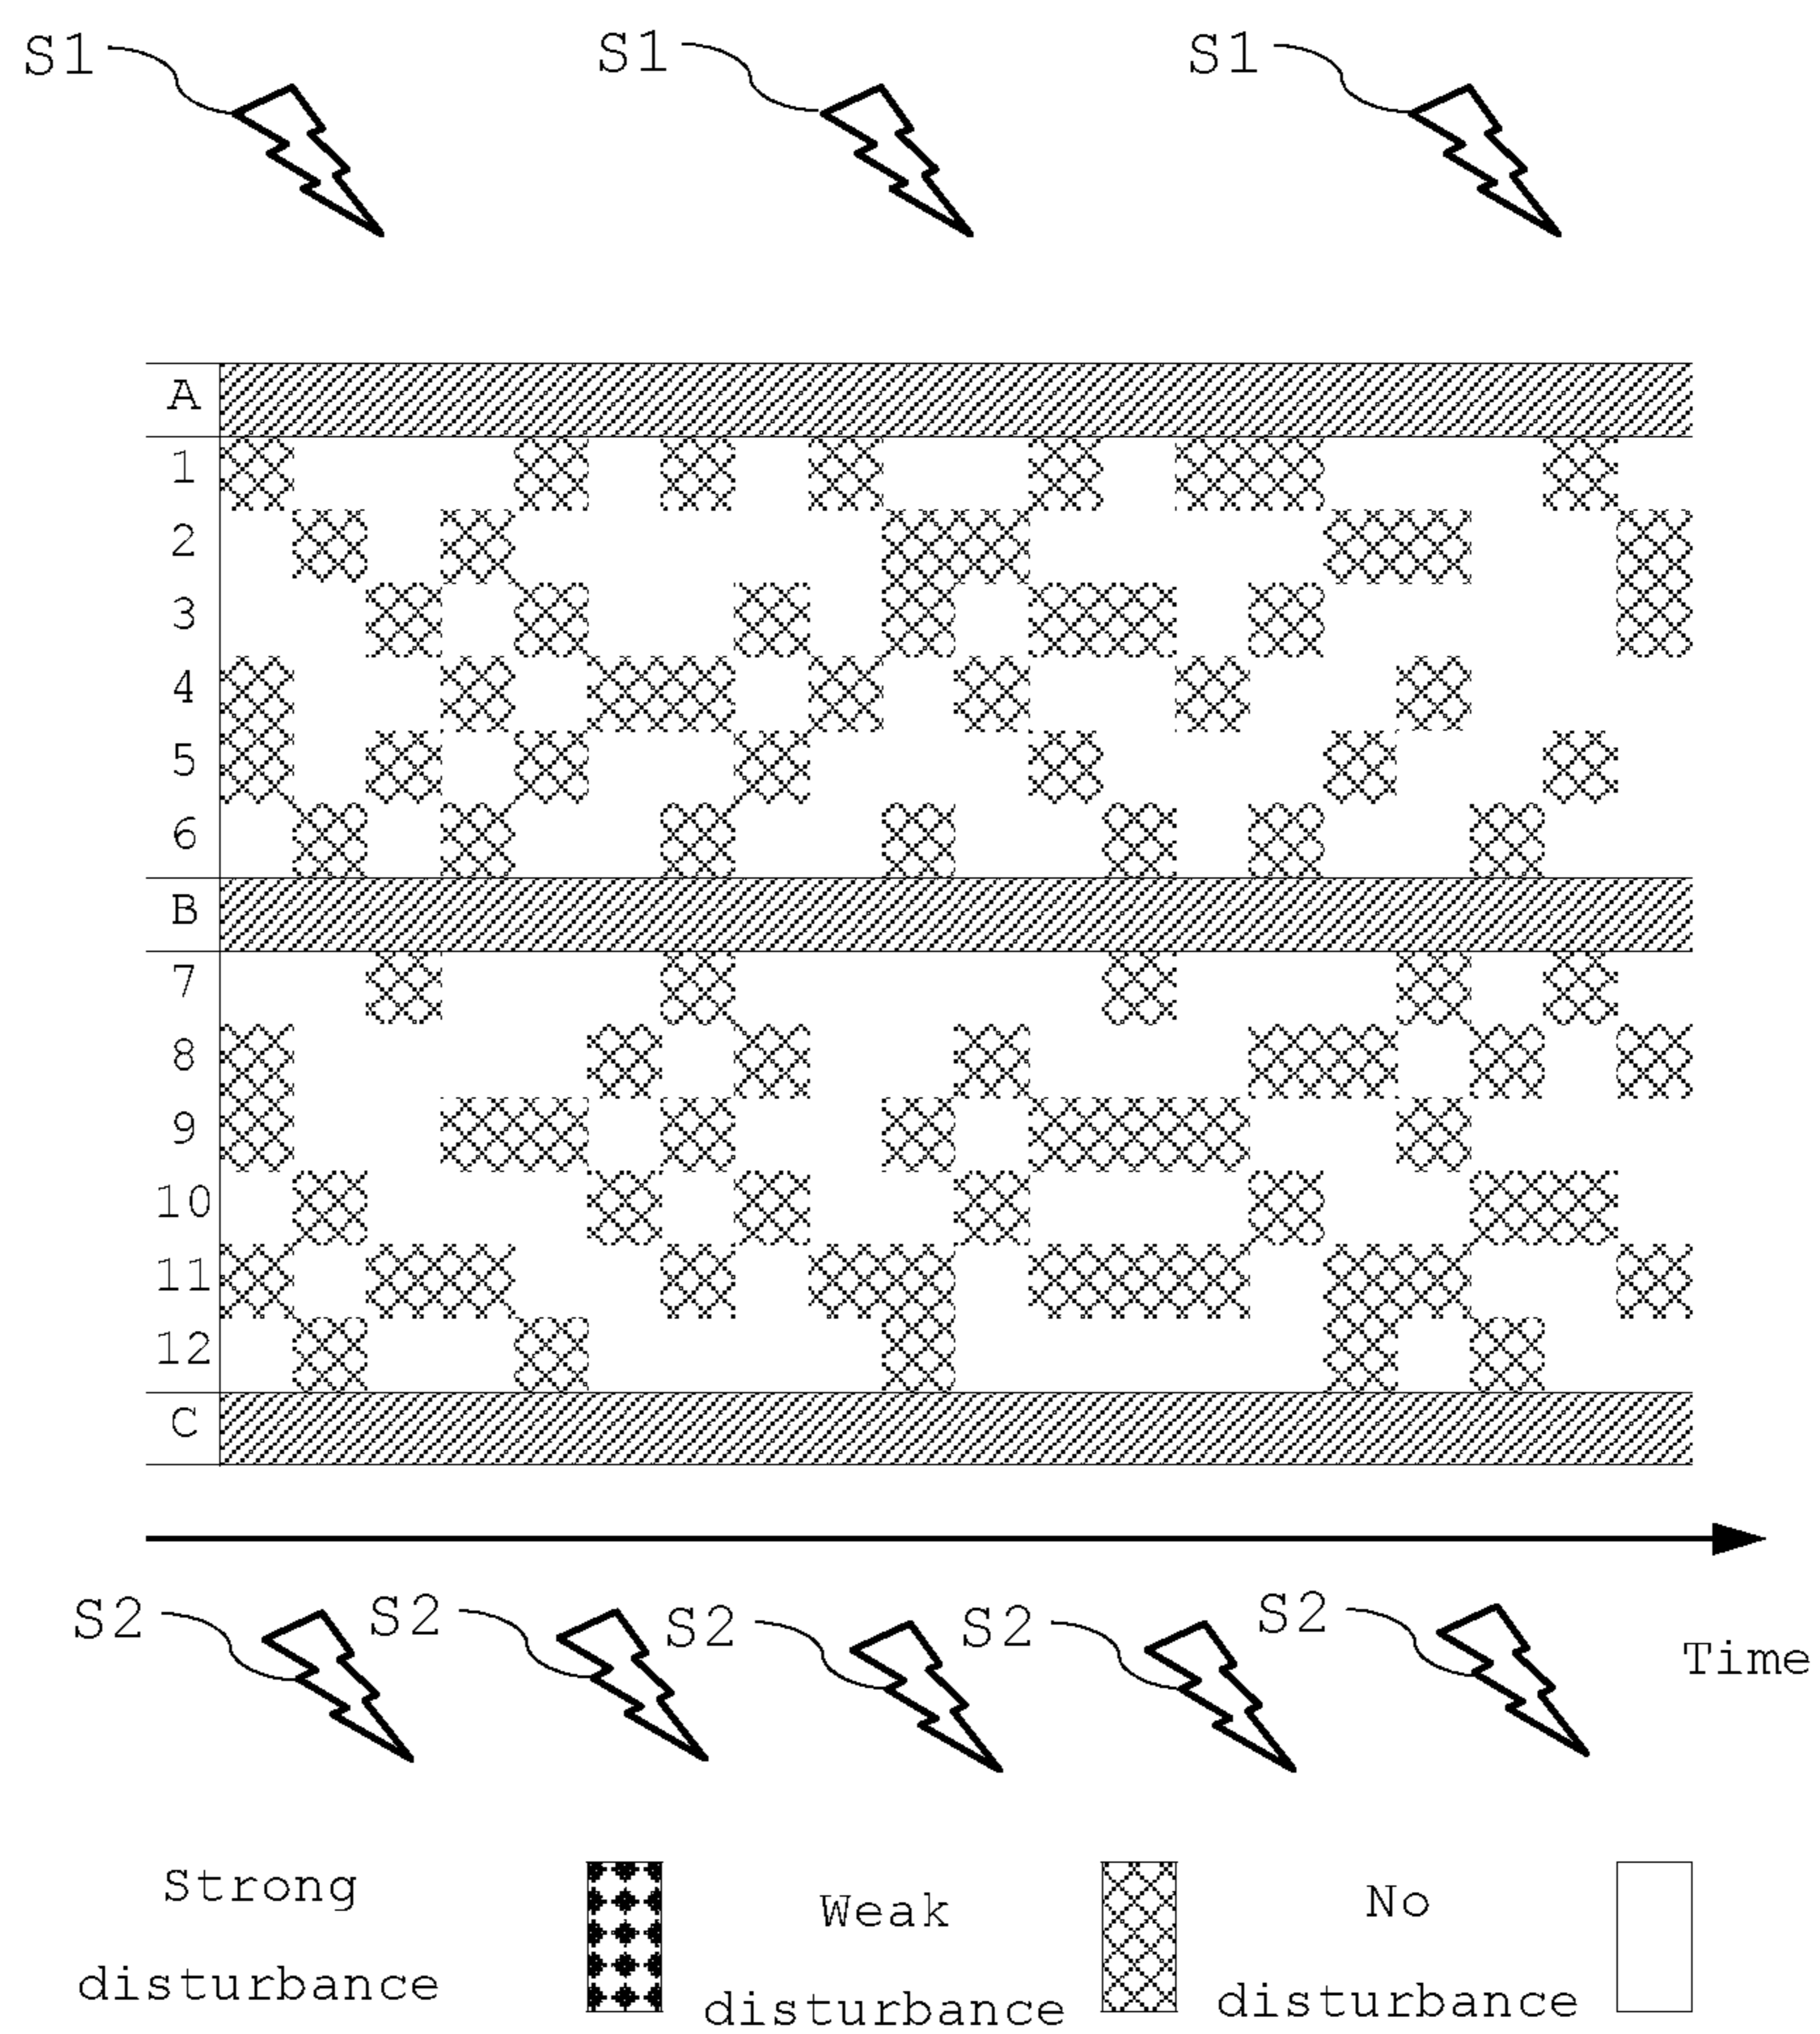 S1 S1 S1
A
1
2
3
4
5
6
B
7
8
9
10
11
12
C
S2 S2 S2 S2 S2
Time
Strong
disturbance
Weak
disturbance
No
disturbance